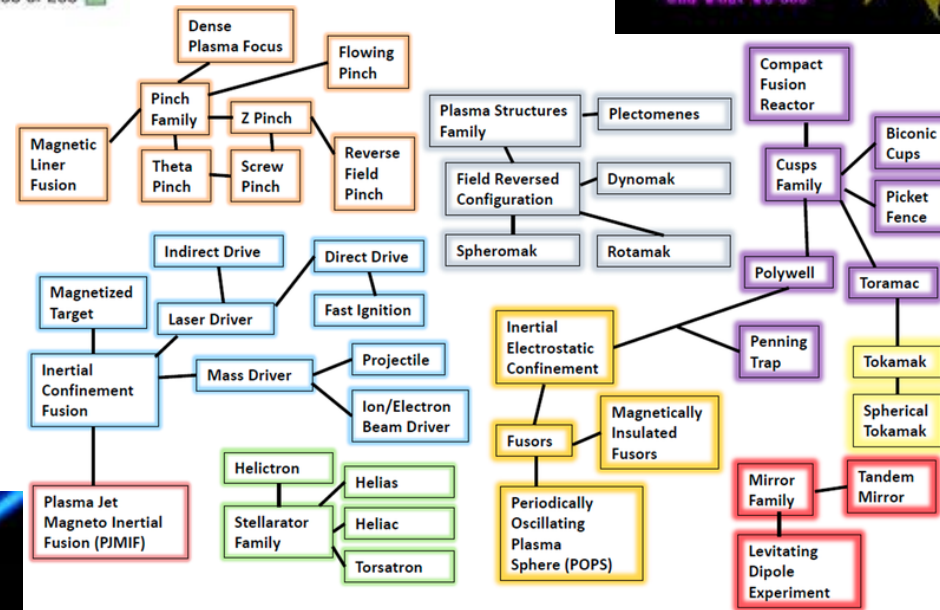 Dense
Plasma Focus
Flowing
Pinch
Pinch
Family
Z Pinch
Magnetic
Liner
Fusion
Theta
Pinch
Screw
Pinch
Reverse
Field
Pinch
Plasma Structures
Family
Plectomenes
Field Reversed
Configuration
Dynomak
Spheromak
Rotamak
Compact
Fusion
Reactor
Cusps
Family
Biconic
Cups
Picket
Fence
Polywell
Toramac
Penning
Trap
Tokamak
Spherical
Tokamak
Indirect Drive
Direct Drive
Magnetized
Target
Laser Driver
Fast Ignition
Inertial
Confinement
Fusion
Mass Driver
Projectile
Ion/Electron
Beam Driver
Plasma Jet
Magneto Inertial
Fusion (PJMIF)
Helictron
Helias
Stellarator
Family
Heliac
Torsatron
Inertial
Electrostatic
Confinement
Fusors
Magnetically
Insulated
Fusors
Periodically
Oscillating
Plasma
Sphere (POPS)
Mirror
Family
Tandem
Mirror
Levitating
Dipole
Experiment